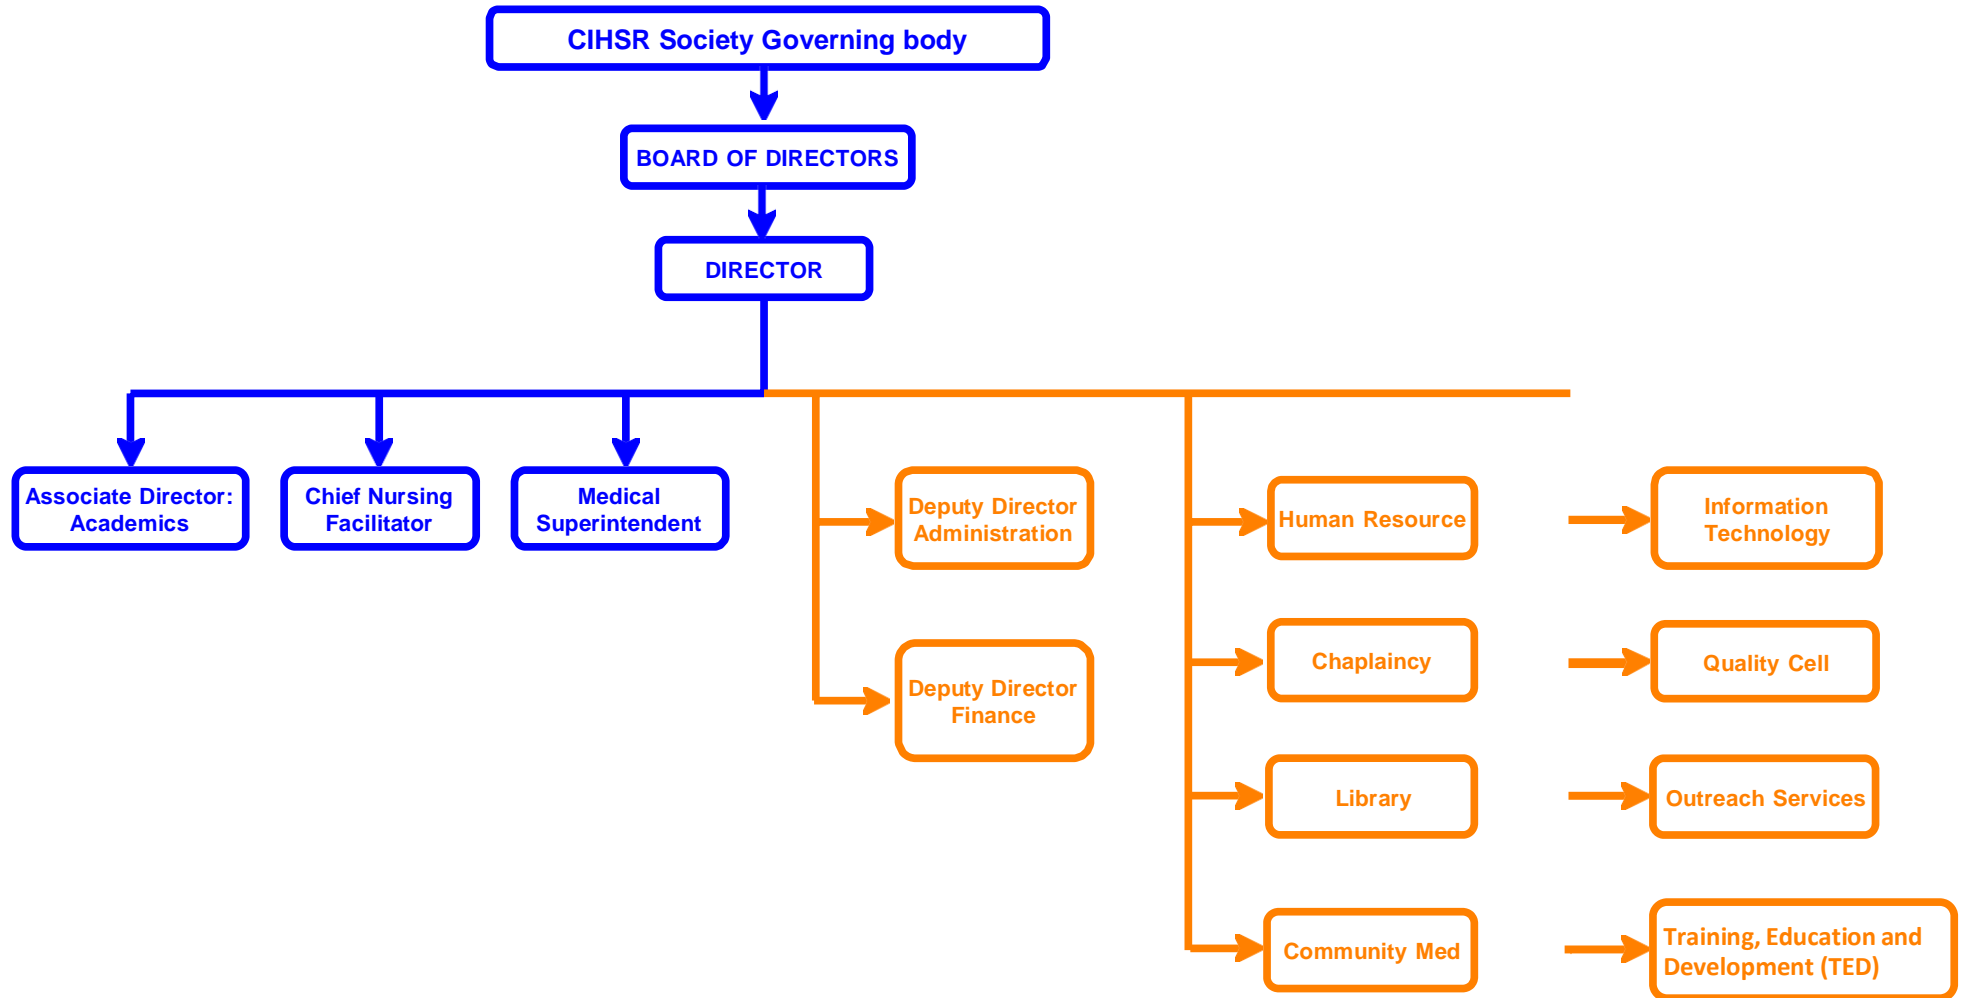 CIHSR Society Governing body
BOARD OF DIRECTORS
DIRECTOR
Associate Director:
Academics
Chief Nursing
Facilitator
Medical
Superintendent
Deputy Director
Administration
Deputy Director
Finance
Human Resource
Chaplaincy
Library
Community Med
Information
Technology
Quality Cell
Outreach Services
Training, Education and
Development (TED)